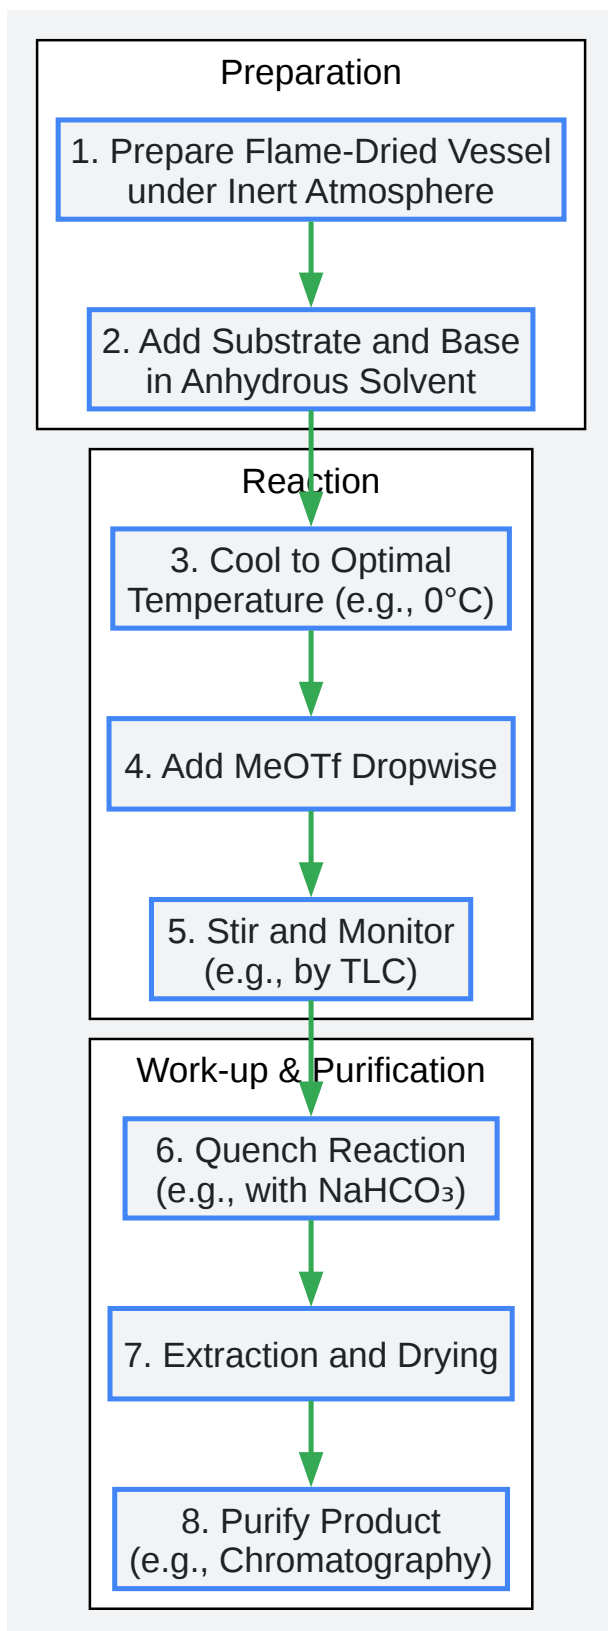 Preparation
1. Prepare Flame-Dried Vessel
under Inert Atmosphere
2. Add Substrate and Base
in Anhydrous Solvent
Reaction
3. Cool to Optimal
Temperature (e.g., 0°C)
4. Add MeOTf Dropwise
5. Stir and Monitor
(e.g., by TLC)
Work-up & Purification
6. Quench Reaction
(e.g., with NaHCO₃)
7. Extraction and Drying
8. Purify Product
(e.g., Chromatography)